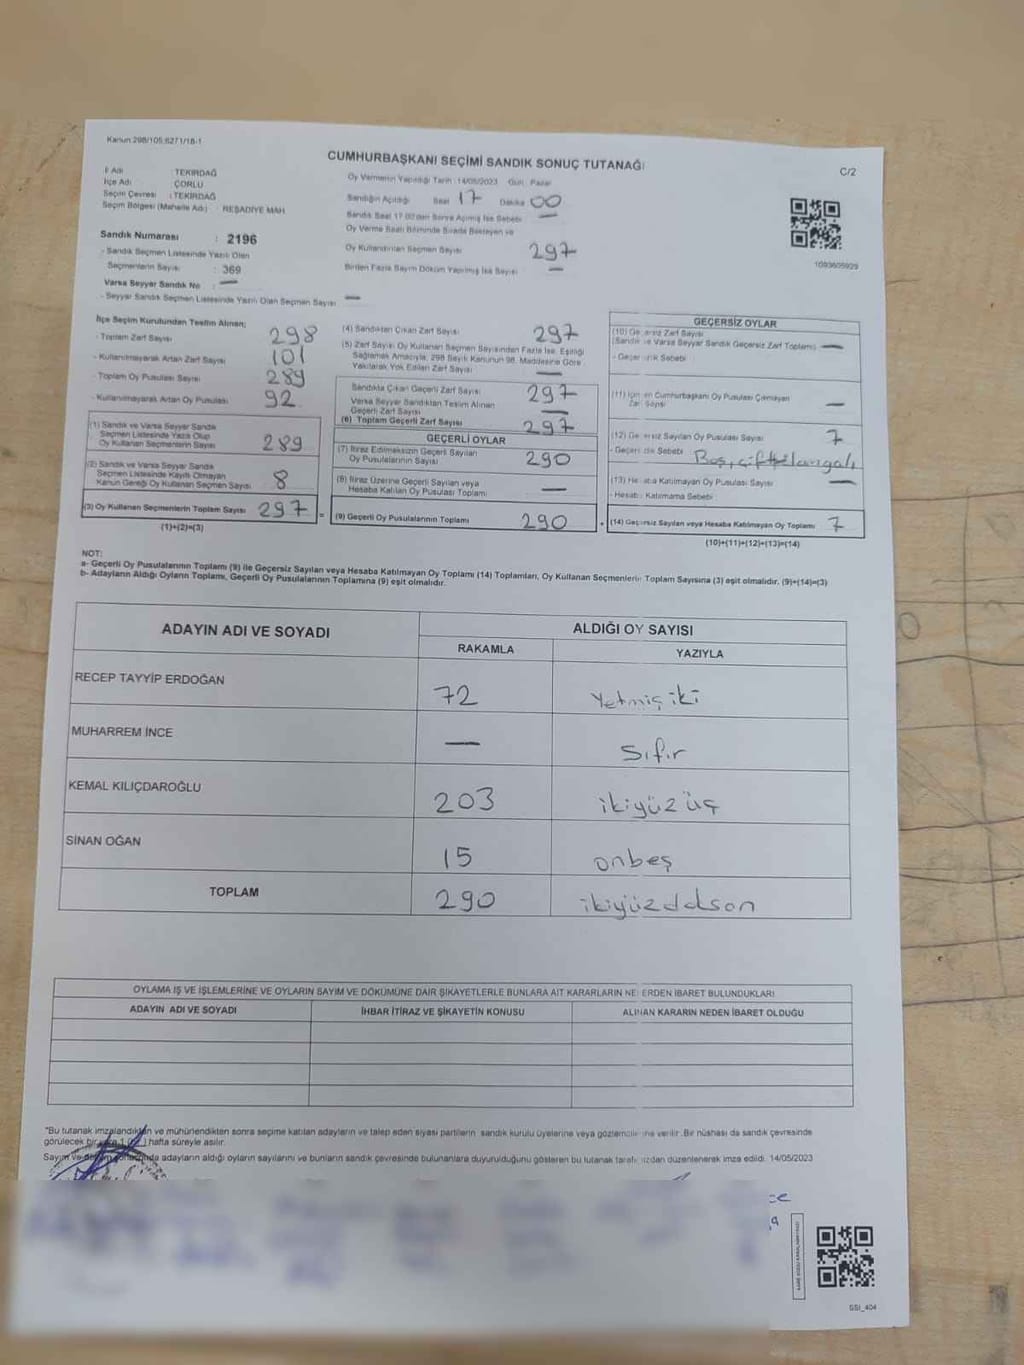 Kanun 298/105;6271/18-1
CUMHURBAŞKANI SEÇİMİ SANDIK SONUÇ TUTANAĞI
C/2
İl Adı : TEKİRDAĞ
İlçe Adı : ÇORLU
Seçim Çevresi : TEKİRDAĞ
Seçim Bölgesi (Mahalle Adı) : REŞADİYE MAH.
Sandık Numarası : 2196
- Sandık Seçmen Listesinde Yazılı Olan
Seçmenlerin Sayısı : 369
Varsa Seyyar Sandık No : —
- Seyyar Sandık Seçmen Listesinde Yazılı Olan Seçmen Sayısı —
Oy Vermenin Yapıldığı Tarih :14/05/2023 Gün : Pazar
Sandığın Açıldığı Saat 17 Dakika 00
Sandık Saat 17.00'den Sonra Açılmış İse Sebebi —
Oy Verme Saati Bitiminde Sırada Bekleyen ve
Oy Kullandırılan Seçmen Sayısı 297
Birden Fazla Sayım Döküm Yapılmış İse Sayısı —
1093605929
İlçe Seçim Kurulundan Teslim Alınan;
- Toplam Zarf Sayısı 298
- Kullanılmayarak Artan Zarf Sayısı 101
- Toplam Oy Pusulası Sayısı 289
- Kullanılmayarak Artan Oy Pusulası 92
(1) Sandık ve Varsa Seyyar Sandık
Seçmen Listesinde Yazılı Olup
Oy Kullanan Seçmenlerin Sayısı 289
(2) Sandık ve Varsa Seyyar Sandık
Seçmen Listesinde Kayıtlı Olmayan
Kanun Gereği Oy Kullanan Seçmen Sayısı 8
(3) Oy Kullanan Seçmenlerin Toplam Sayısı 297 =
(1)+(2)=(3)
(4) Sandıktan Çıkan Zarf Sayısı 297
(5) Zarf Sayısı Oy Kullanan Seçmen Sayısından Fazla İse, Eşitliği
Sağlamak Amacıyla, 298 Sayılı Kanunun 98. Maddesine Göre
Yakılarak Yok Edilen Zarf Sayısı —
Sandıkta Çıkan Geçerli Zarf Sayısı 297
Varsa Seyyar Sandıktan Teslim Alınan
Geçerli Zarf Sayısı —
(6) Toplam Geçerli Zarf Sayısı 297
GEÇERLİ OYLAR
(7) İtiraz Edilmeksizin Geçerli Sayılan
Oy Pusulalarının Sayısı 290
(8) İtiraz Üzerine Geçerli Sayılan veya
Hesaba Katılan Oy Pusulası Toplamı —
(9) Geçerli Oy Pusulalarının Toplamı 290 +
GEÇERSİZ OYLAR
(10) Geçersiz Zarf Sayısı
(Sandık ve Varsa Seyyar Sandık Geçersiz Zarf Toplamı) —
- Geçersizlik Sebebi
(11) İçinden Cumhurbaşkanı Oy Pusulası Çıkmayan
Zarf Sayısı —
(12) Geçersiz Sayılan Oy Pusulası Sayısı 7
- Geçersizlik Sebebi Boş,
(13) Hesaba Katılmayan Oy Pusulası Sayısı —
- Hesaba Katılmama Sebebi
(14) Geçersiz Sayılan veya Hesaba Katılmayan Oy Toplamı 7
(10)+(11)+(12)+(13)=(14)
NOT:
a- Geçerli Oy Pusulalarının Toplamı (9) ile Geçersiz Sayılan veya Hesaba Katılmayan Oy Toplamı (14) Toplamları, Oy Kullanan Seçmenlerin Toplam Sayısına (3) eşit olmalıdır. (9)+(14)=(3)
b- Adayların Aldığı Oyların Toplamı, Geçerli Oy Pusulalarının Toplamına (9) eşit olmalıdır.
ADAYIN ADI VE SOYADI
ALDIĞI OY SAYISI
RAKAMLA YAZIYLA
RECEP TAYYİP ERDOĞAN 72 Yetmiş iki
MUHARREM İNCE — Sıfır
KEMAL KILIÇDAROĞLU 203 ikiyüz üç
SİNAN OĞAN 15 onbeş
TOPLAM 290 ikiyüzdoksan
OYLAMA İŞ VE İŞLEMLERİNE VE OYLARIN SAYIM VE DÖKÜMÜNE DAİR ŞİKAYETLERLE BUNLARA AİT KARARLARIN NELERDEN İBARET BULUNDUKLARI
ADAYIN ADI VE SOYADI İHBAR İTİRAZ VE ŞİKAYETİN KONUSU ALINAN KARARIN NEDEN İBARET OLDUĞU
"Bu tutanak imzalandıktan ve mühürlendikten sonra seçime katılan adayların ve talep eden siyasi partilerin sandık kurulu üyelerine veya gözlemcilerine verilir. Bir nüshası da sandık çevresinde
görülecek bir yere 1 (bir) hafta süreyle asılır.
Sayım ve döküm sonucunda adayların aldığı oyların sayılarını ve bunların sandık çevresinde bulunanlara duyurulduğunu gösteren bu tutanak tarafımızdan düzenlenerek imza edildi. 14/05/2023
SSİ_404